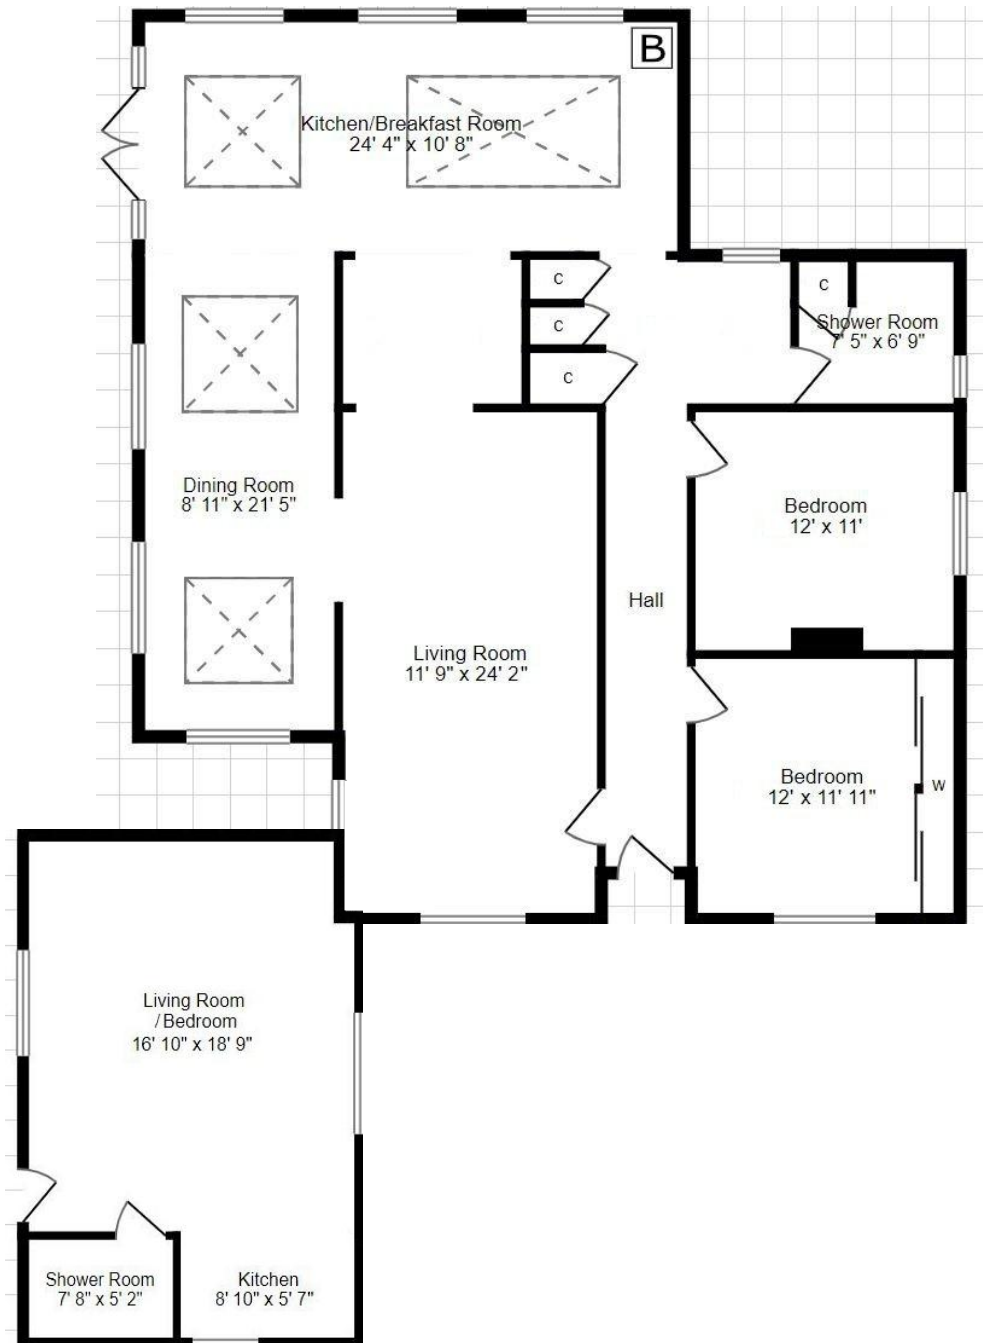 B
Kitchen/Breakfast Room
24' 4" x 10' 8"
C
C
C
C
Shower Room
7' 5" x 6' 9"
Dining Room
8' 11" x 21' 5"
Bedroom
12' x 11'
Hall
Living Room
11' 9" x 24' 2"
Bedroom
12' x 11' 11"
W
Living Room
/Bedroom
16' 10" x 18' 9"
Shower Room
7' 8" x 5' 2"
Kitchen
8' 10" x 5' 7"